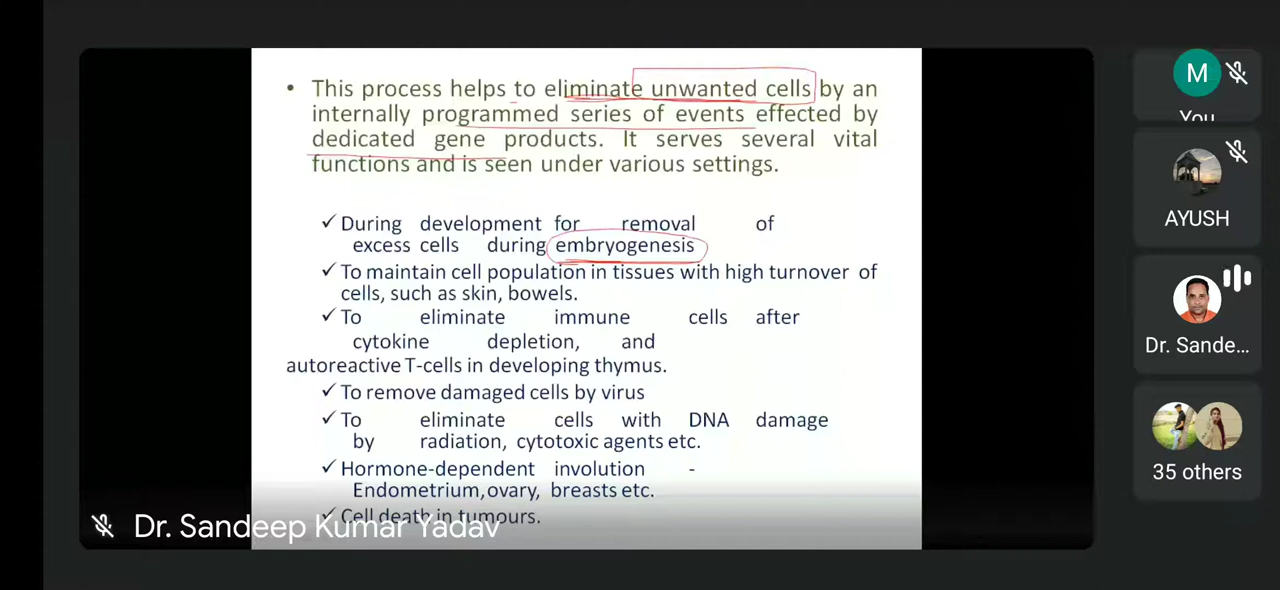 • This process helps to eliminate unwanted cells by an
internally programmed series of events effected by
dedicated gene products. It serves several vital
functions and is seen under various settings.
✓ During development for removal of
excess cells during embryogenesis
✓ To maintain cell population in tissues with high turnover of
cells, such as skin, bowels.
✓ To eliminate immune cells after
cytokine depletion, and
autoreactive T-cells in developing thymus.
✓ To remove damaged cells by virus
✓ To eliminate cells with DNA damage
by radiation, cytotoxic agents etc.
✓ Hormone-dependent involution -
Endometrium, ovary, breasts etc.
✓ Cell death in tumours.
Dr. Sandeep Kumar Yadav
M
You
AYUSH
Dr. Sande...
35 others